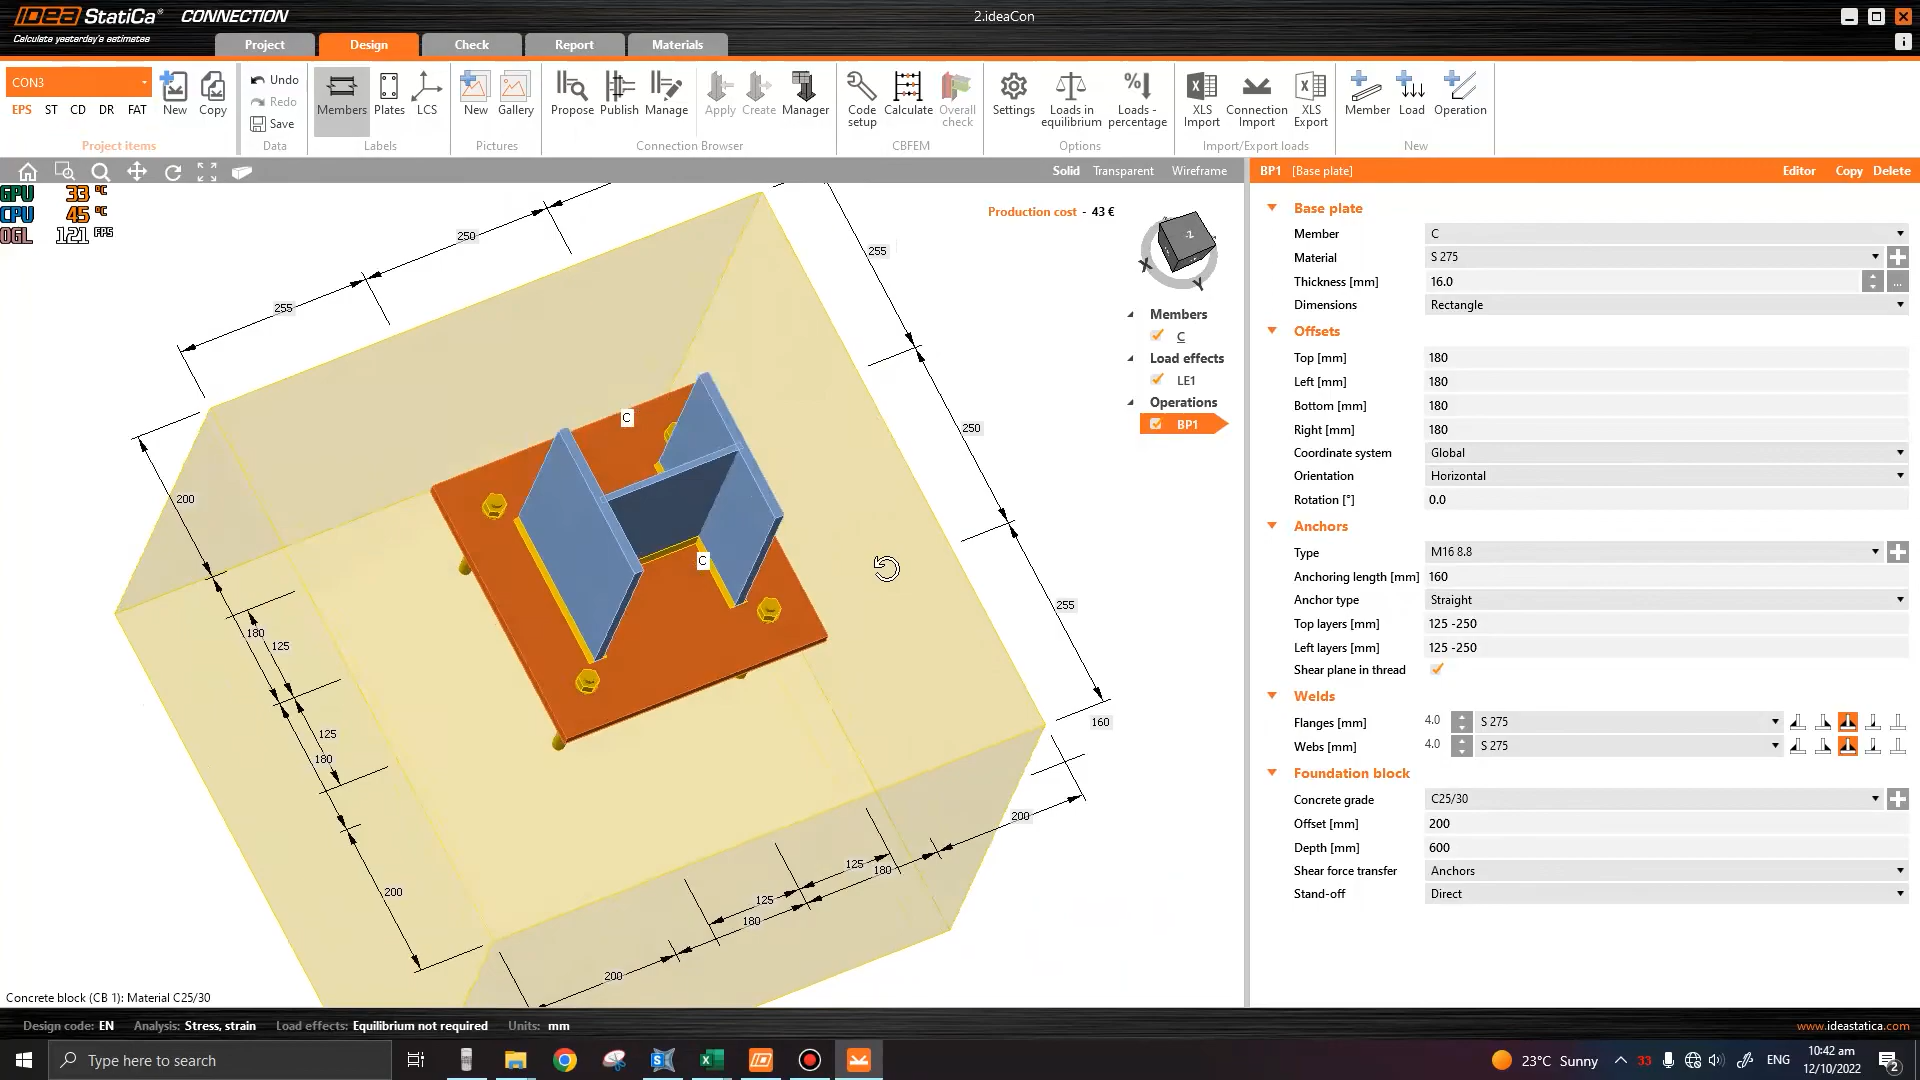 IDEA StatiCa® CONNECTION
Calculate yesterday's estimates
2.ideaCon
Project
Design
Check
Report
Materials
CON3
EPS ST CD DR FAT
New
Copy
Project items
Undo
Redo
Save
Data
Members
Plates
LCS
Labels
New
Gallery
Pictures
Propose
Publish
Manage
Apply
Create
Manager
Connection Browser
Code setup
Calculate
Overall check
CBFEM
Settings
Loads in equilibrium
Loads - percentage
Options
XLS Import
Connection Import
XLS Export
Import/Export loads
Member
Load
Operation
New
Solid
Transparent
Wireframe
GPU 33 °C
CPU 45 °C
OGL 121 FPS
Production cost - 43 €
-Z
X
Y
Members
C
Load effects
LE1
Operations
BP1
250
255
255
250
255
160
200
180
125
125
180
200
200
125
180
125
180
200
C
C
Concrete block (CB 1): Material C25/30
BP1 [Base plate]
Editor
Copy
Delete
Base plate
Member C
Material S 275
Thickness [mm] 16.0 ...
Dimensions Rectangle
Offsets
Top [mm] 180
Left [mm] 180
Bottom [mm] 180
Right [mm] 180
Coordinate system Global
Orientation Horizontal
Rotation [°] 0.0
Anchors
Type M16 8.8
Anchoring length [mm] 160
Anchor type Straight
Top layers [mm] 125 -250
Left layers [mm] 125 -250
Shear plane in thread
Welds
Flanges [mm] 4.0 S 275
Webs [mm] 4.0 S 275
Foundation block
Concrete grade C25/30
Offset [mm] 200
Depth [mm] 600
Shear force transfer Anchors
Stand-off Direct
Design code: EN Analysis: Stress, strain Load effects: Equilibrium not required Units: mm
www.ideastatica.com
Type here to search
23°C Sunny
33
ENG
10:42 am
12/10/2022
2